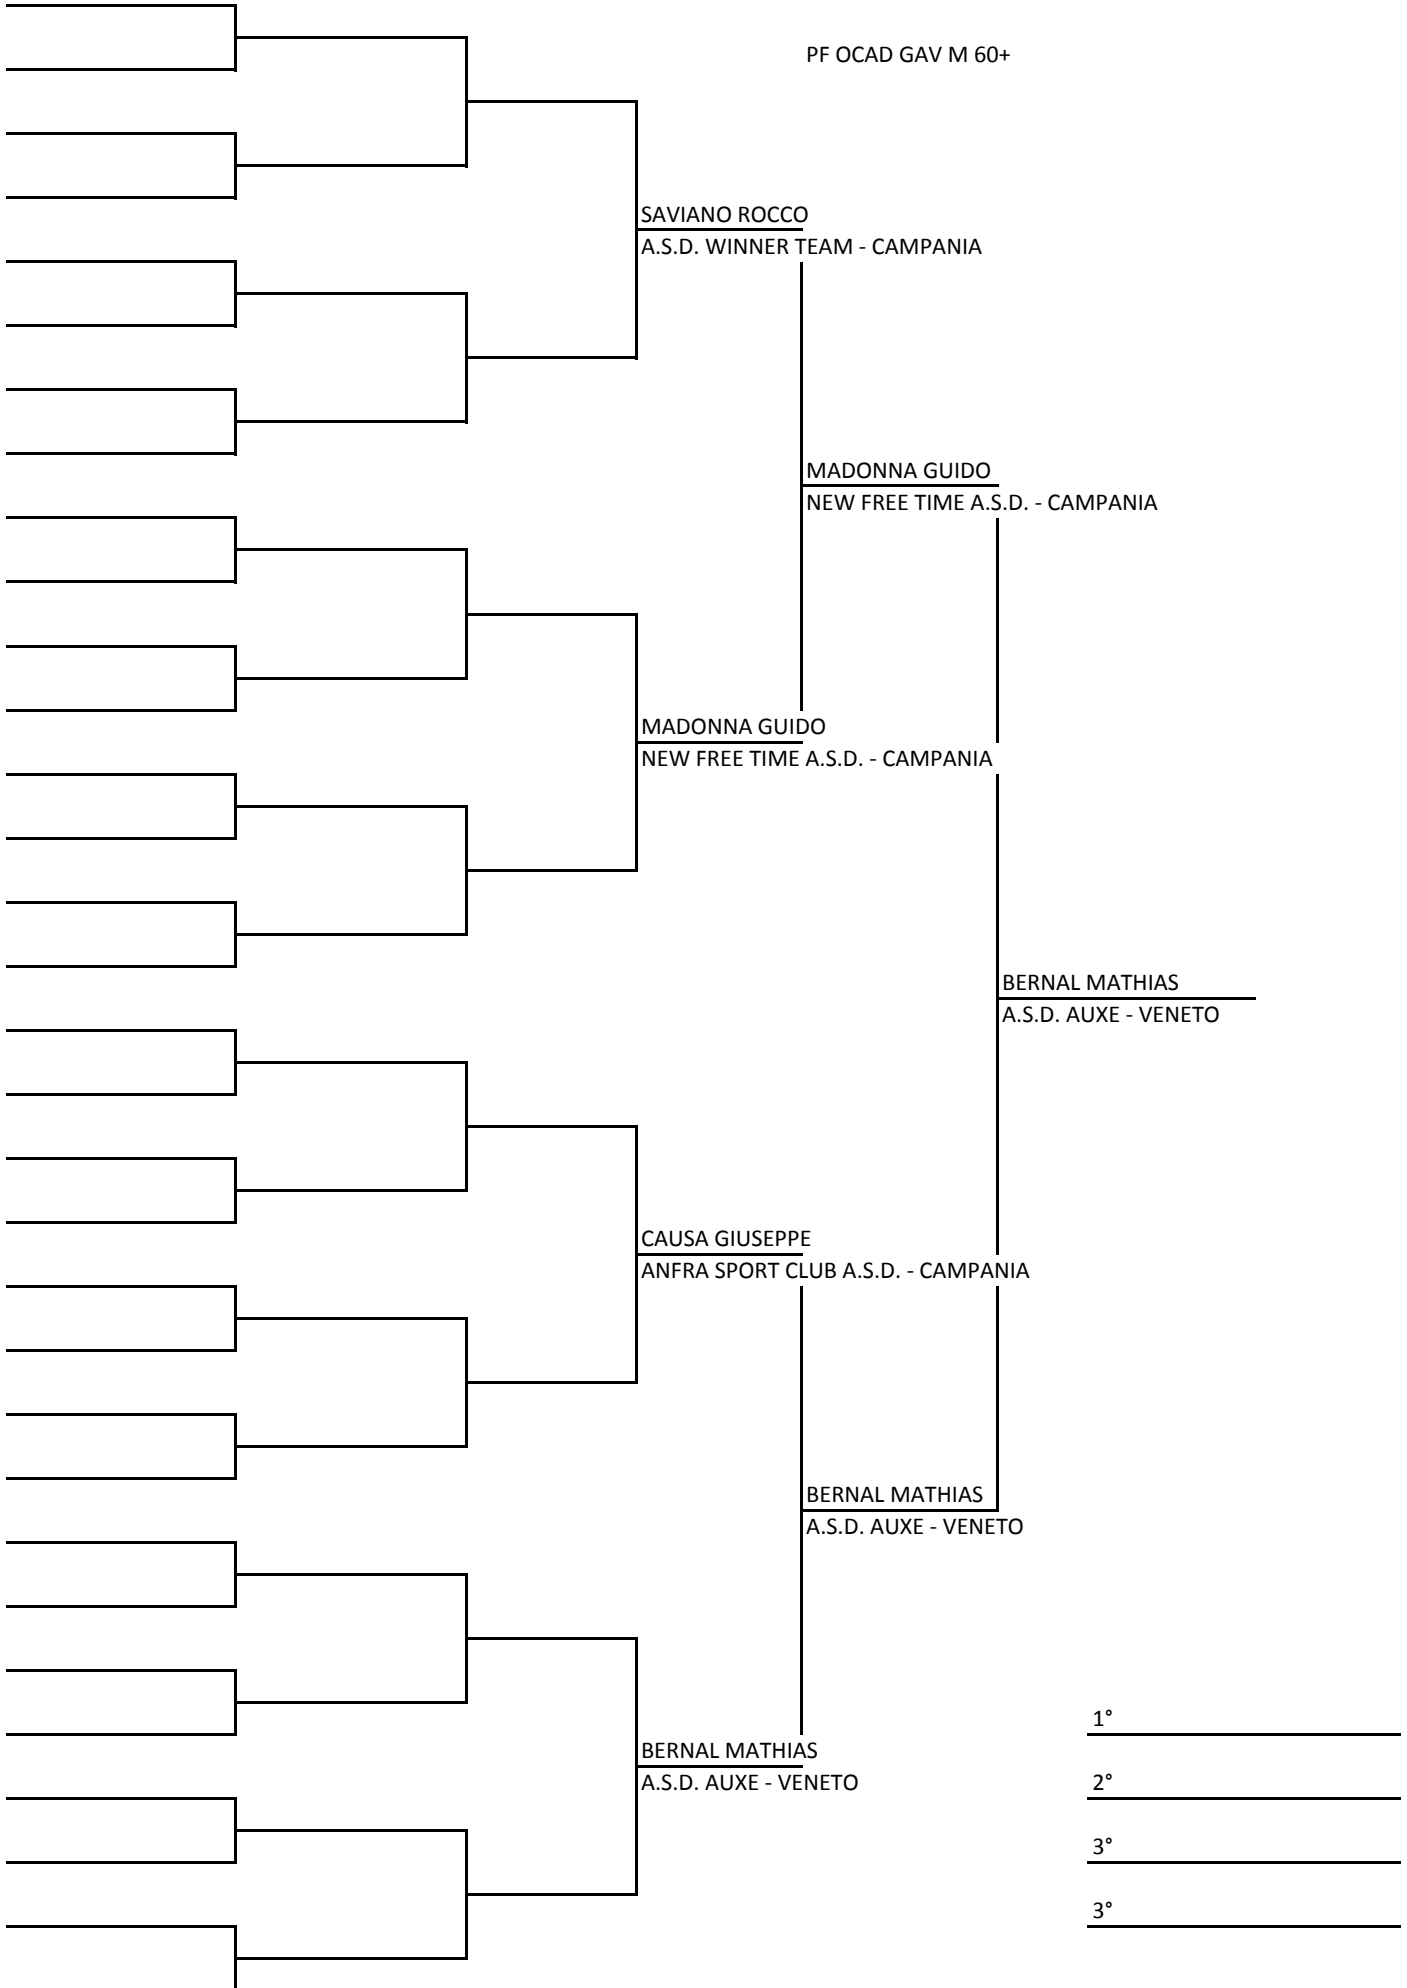 PF OCAD GAV M 60+
SAVIANO ROCCO
A.S.D. WINNER TEAM - CAMPANIA
MADONNA GUIDO
NEW FREE TIME A.S.D. - CAMPANIA
MADONNA GUIDO
NEW FREE TIME A.S.D. - CAMPANIA
BERNAL MATHIAS
A.S.D. AUXE - VENETO
CAUSA GIUSEPPE
ANFRA SPORT CLUB A.S.D. - CAMPANIA
BERNAL MATHIAS
A.S.D. AUXE - VENETO
1°
BERNAL MATHIAS
A.S.D. AUXE - VENETO
2°
3°
3°